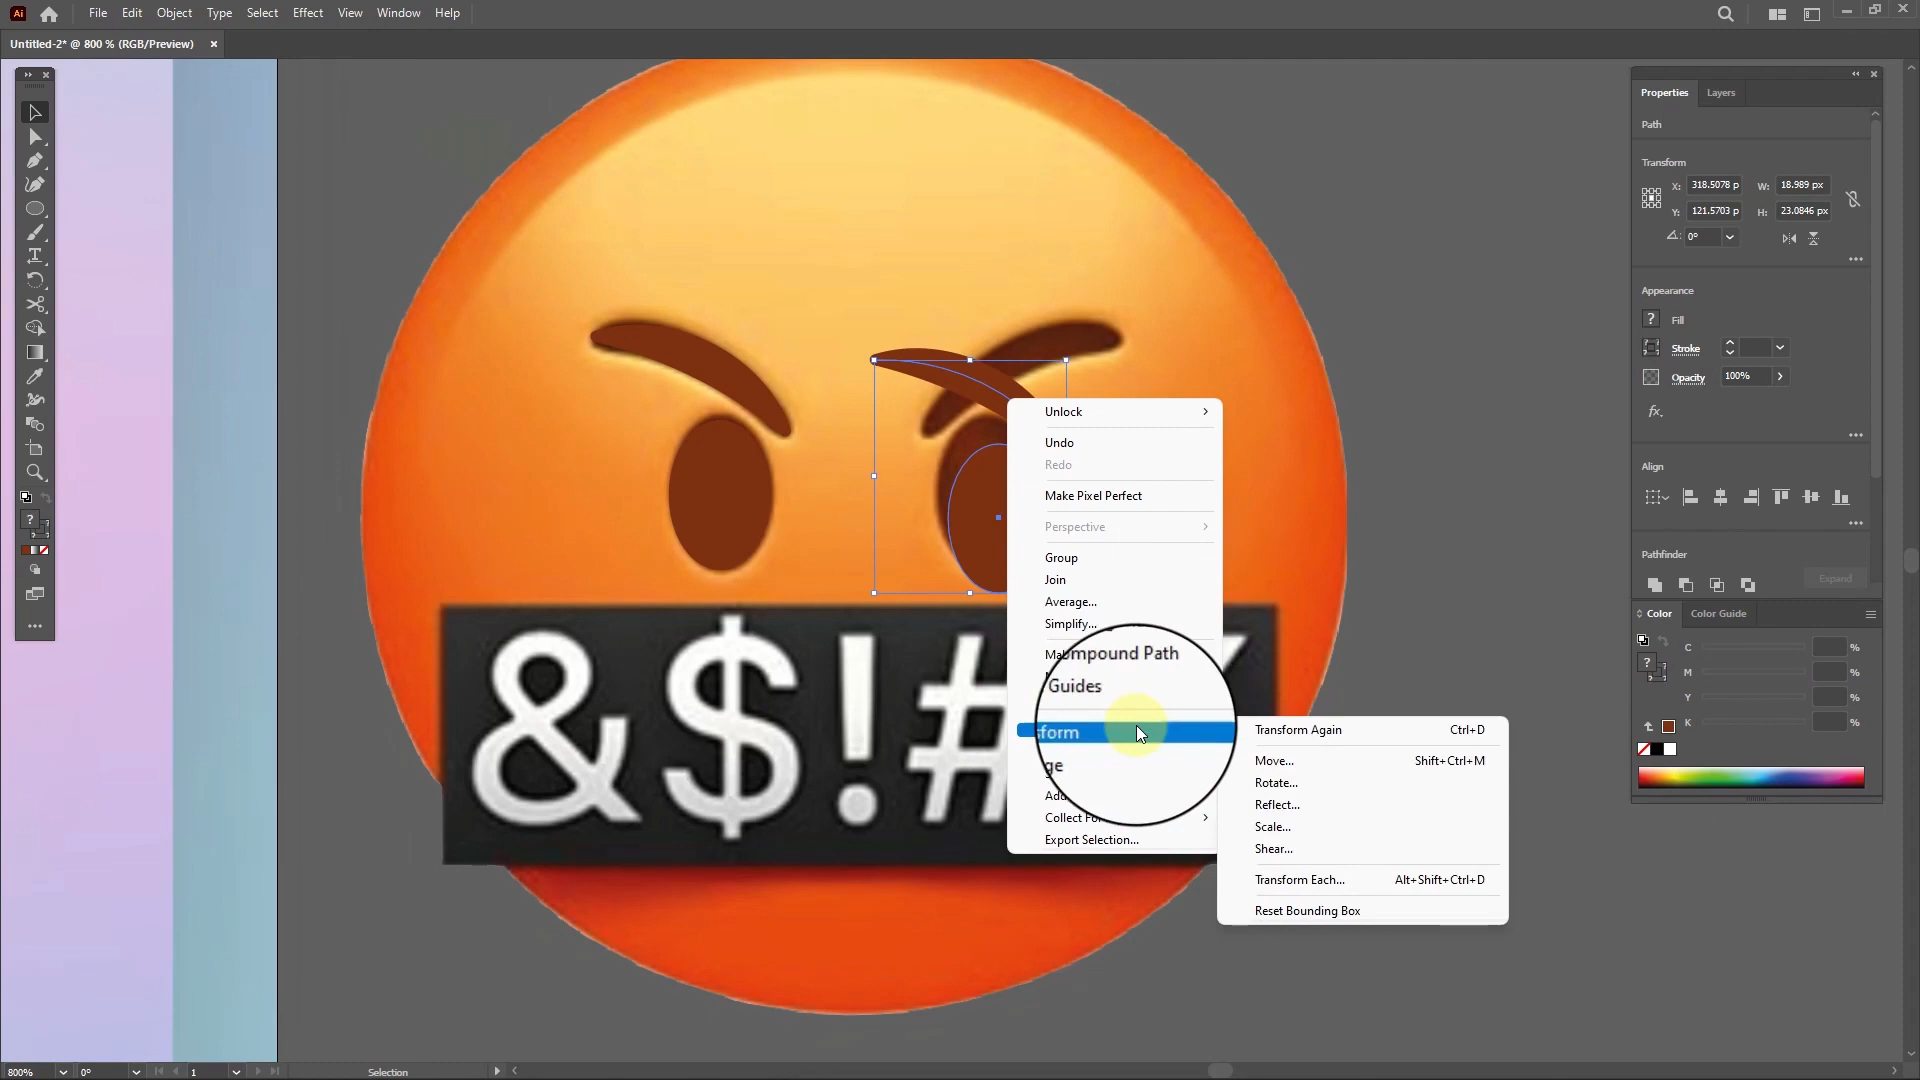 Ai File Edit Object Type Select Effect View Window Help
Untitled-2* @ 800 % (RGB/Preview) ×
Properties Layers
Path
Transform
X: 318.5078 p W: 18.989 px
Y: 121.5703 p H: 23.0846 px
0°
Appearance
? Fill
Stroke
Opacity 100%
fx.
Align
Pathfinder
Expand
Color Color Guide
C %
M %
Y %
K %
Unlock
Undo
Redo
Make Pixel Perfect
Perspective
Group
Join
Average...
Simplify...
Ma ompound Path
Guides
sform
ge
Add
Collect Fo
Export Selection...
Transform Again Ctrl+D
Move... Shift+Ctrl+M
Rotate...
Reflect...
Scale...
Shear...
Transform Each... Alt+Shift+Ctrl+D
Reset Bounding Box
&$!#
800% 0° 1 Selection